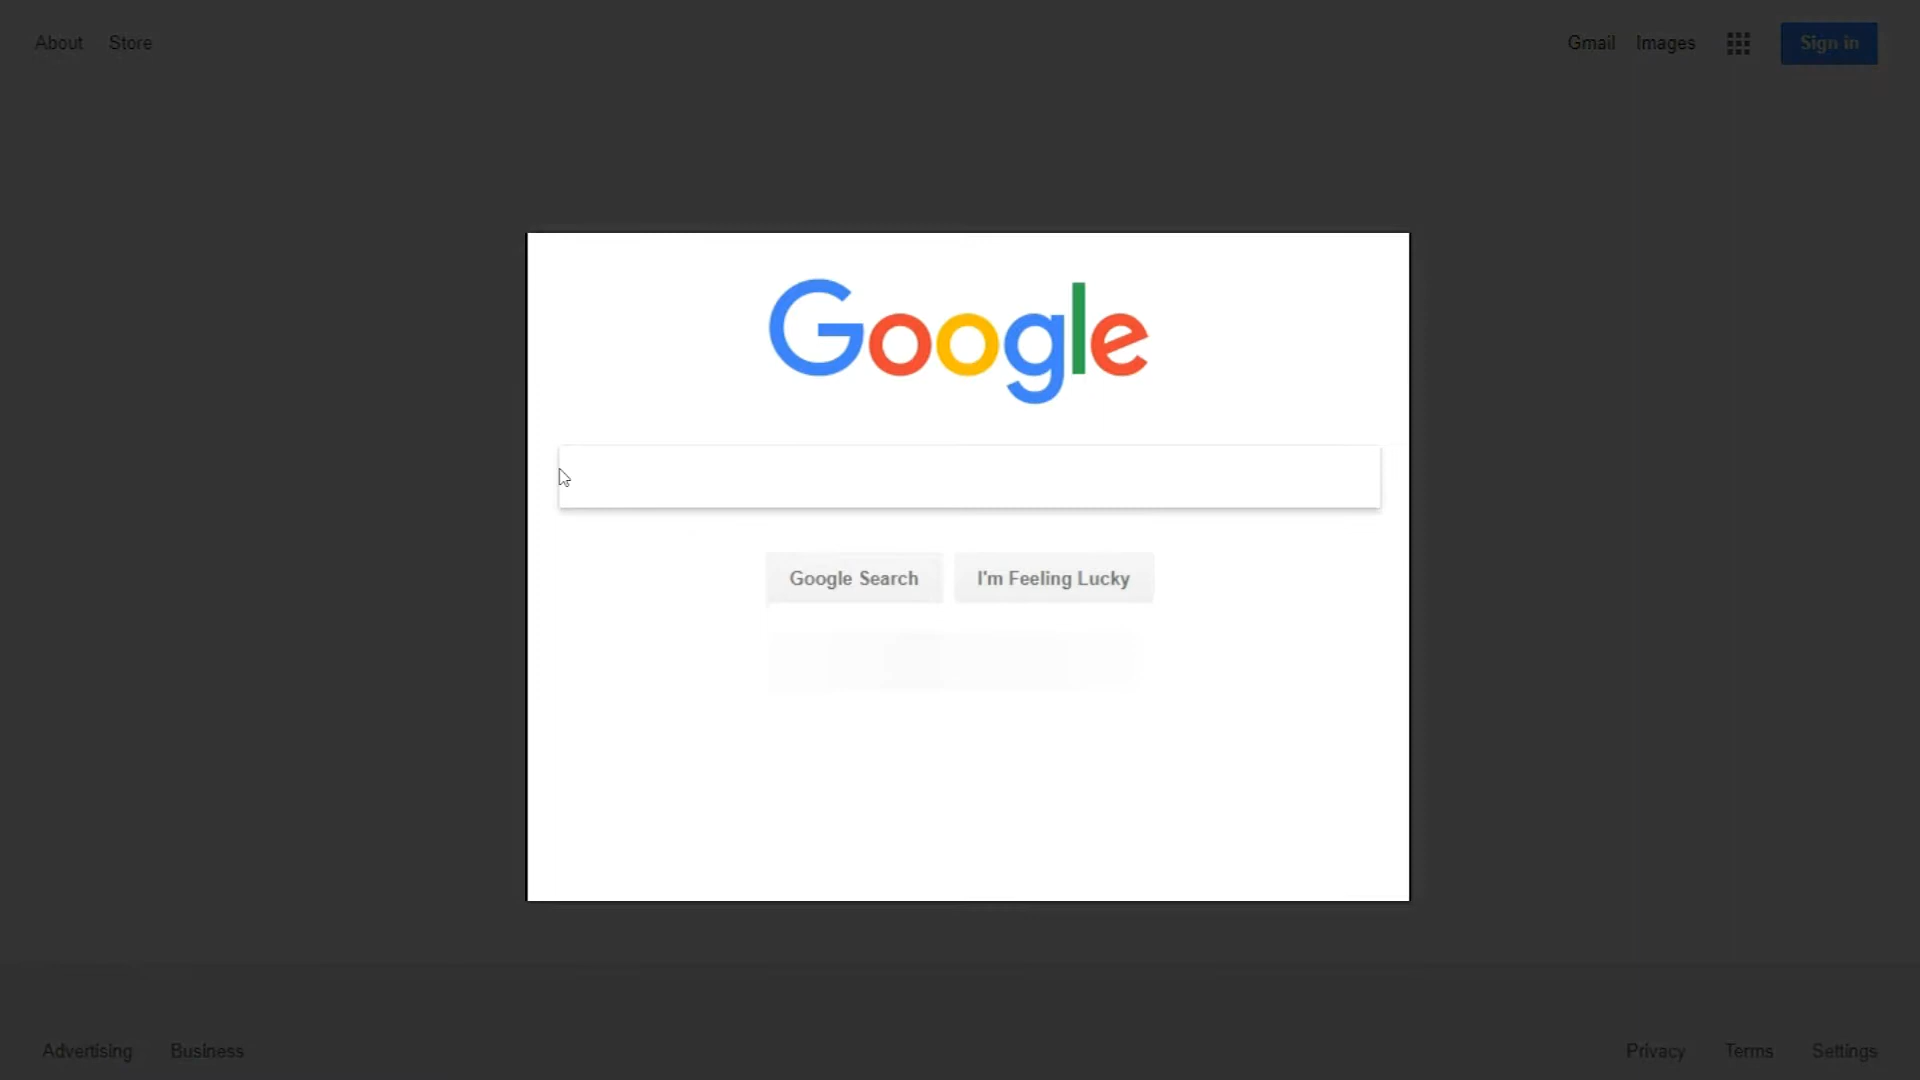 About Store
Gmail Images Sign in
Google
Google Search I'm Feeling Lucky
Advertising Business
Privacy Terms Settings